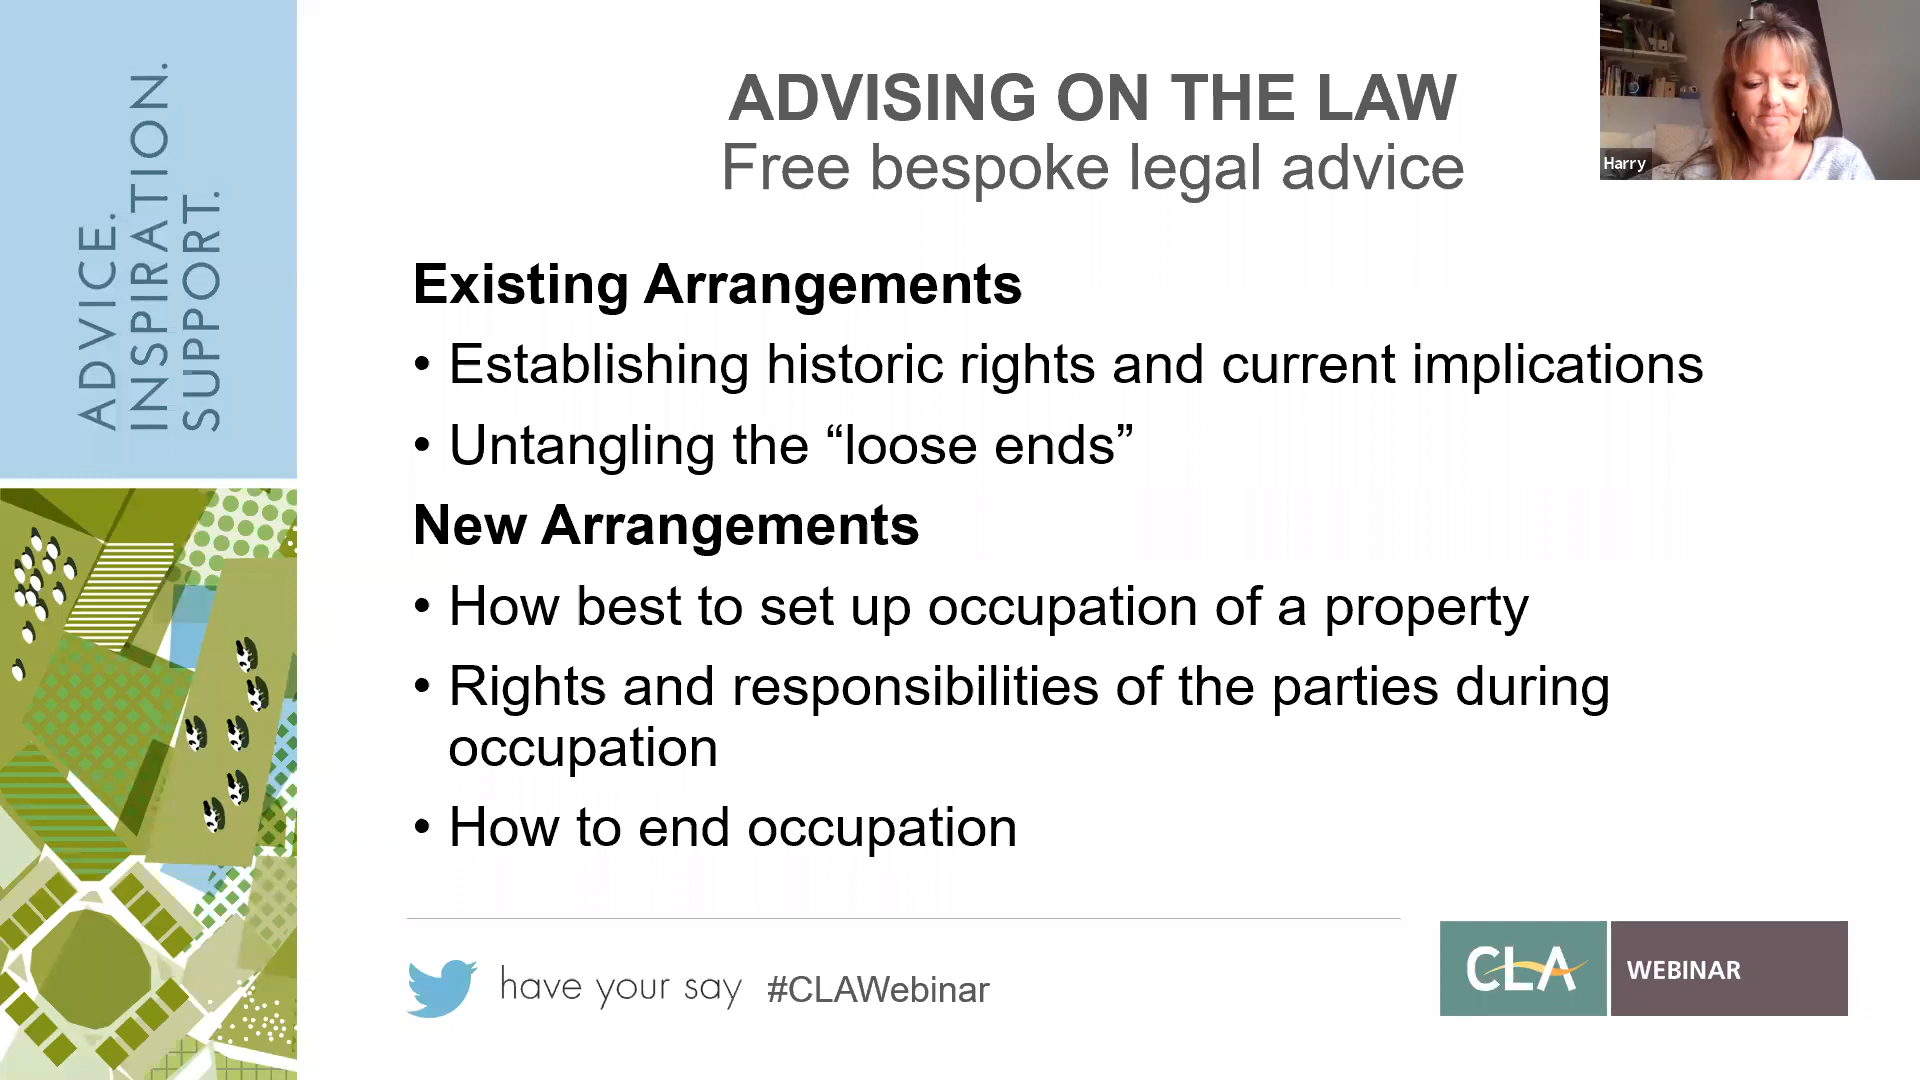 ADVICE.
INSPIRATION.
SUPPORT.
ADVISING ON THE LAW
Free bespoke legal advice
Harry
Existing Arrangements
• Establishing historic rights and current implications
• Untangling the “loose ends”
New Arrangements
• How best to set up occupation of a property
• Rights and responsibilities of the parties during
occupation
• How to end occupation
have your say #CLAWebinar
CLA WEBINAR